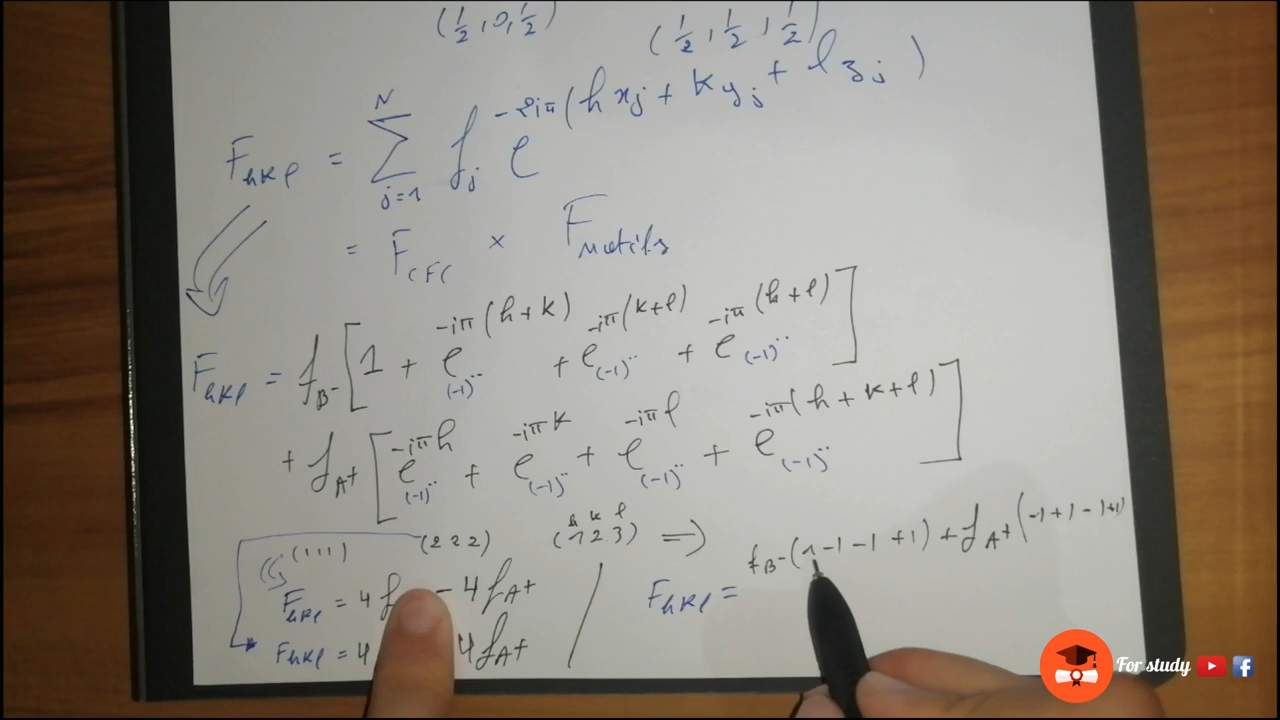 (1/2, 0, 1/2) (1/2, 1/2, 1/2)
F_hkl = Σ_{j=1}^{N} f_j e^{-2iπ(hx_j + ky_j + lz_j)}
= F_CFC × F_motifs
F_hkl = f_B- [1 + e^{-iπ(h+k)} + e^{-iπ(k+l)} + e^{-iπ(h+l)}]
(-1)¨ (-1)¨ (-1)¨
+ f_A+ [e^{-iπh} + e^{-iπk} + e^{-iπl} + e^{-iπ(h+k+l)}]
(-1)¨ (-1)¨ (-1)¨ (-1)¨
h k l
(111) (222) (123) ⇒ f_B-(1-1-1+1) + f_A+(-1+1-1+1)
F_hkl = 4f - 4f_A+ / F_hkl =
F_hkl = 4 4f_A+
For study